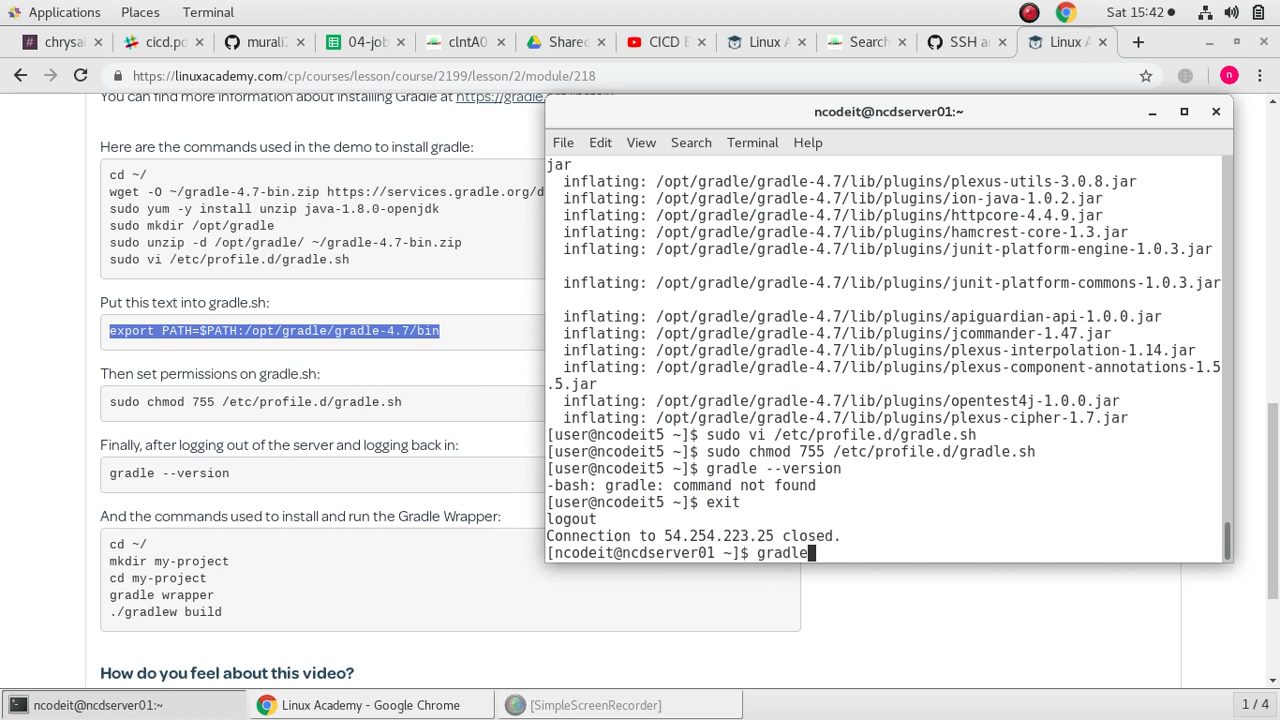 Applications Places Terminal Sat 15:42
chrysal cicd.po muraliz 04-job clntA0 Shared CICD E Linux A Search SSH an Linux A
https://linuxacademy.com/cp/courses/lesson/course/2199/lesson/2/module/218 n
You can find more information about installing Gradle at
Here are the commands used in the demo to install gradle:
cd ~/
wget -O ~/gradle-4.7-bin.zip https://services.gradle.org/d
sudo yum -y install unzip java-1.8.0-openjdk
sudo mkdir /opt/gradle
sudo unzip -d /opt/gradle/ ~/gradle-4.7-bin.zip
sudo vi /etc/profile.d/gradle.sh
Put this text into gradle.sh:
export PATH=$PATH:/opt/gradle/gradle-4.7/bin
Then set permissions on gradle.sh:
sudo chmod 755 /etc/profile.d/gradle.sh
Finally, after logging out of the server and logging back in:
gradle --version
And the commands used to install and run the Gradle Wrapper:
cd ~/
mkdir my-project
cd my-project
gradle wrapper
./gradlew build
How do you feel about this video?
ncodeit@ncdserver01:~
File Edit View Search Terminal Help
jar
inflating: /opt/gradle/gradle-4.7/lib/plugins/plexus-utils-3.0.8.jar
inflating: /opt/gradle/gradle-4.7/lib/plugins/ion-java-1.0.2.jar
inflating: /opt/gradle/gradle-4.7/lib/plugins/httpcore-4.4.9.jar
inflating: /opt/gradle/gradle-4.7/lib/plugins/hamcrest-core-1.3.jar
inflating: /opt/gradle/gradle-4.7/lib/plugins/junit-platform-engine-1.0.3.jar
inflating: /opt/gradle/gradle-4.7/lib/plugins/junit-platform-commons-1.0.3.jar
inflating: /opt/gradle/gradle-4.7/lib/plugins/apiguardian-api-1.0.0.jar
inflating: /opt/gradle/gradle-4.7/lib/plugins/jcommander-1.47.jar
inflating: /opt/gradle/gradle-4.7/lib/plugins/plexus-interpolation-1.14.jar
inflating: /opt/gradle/gradle-4.7/lib/plugins/plexus-component-annotations-1.5
.5.jar
inflating: /opt/gradle/gradle-4.7/lib/plugins/opentest4j-1.0.0.jar
inflating: /opt/gradle/gradle-4.7/lib/plugins/plexus-cipher-1.7.jar
[user@ncodeit5 ~]$ sudo vi /etc/profile.d/gradle.sh
[user@ncodeit5 ~]$ sudo chmod 755 /etc/profile.d/gradle.sh
[user@ncodeit5 ~]$ gradle --version
-bash: gradle: command not found
[user@ncodeit5 ~]$ exit
logout
Connection to 54.254.223.25 closed.
[ncodeit@ncdserver01 ~]$ gradle
ncodeit@ncdserver01:~ Linux Academy - Google Chrome [SimpleScreenRecorder] 1 / 4